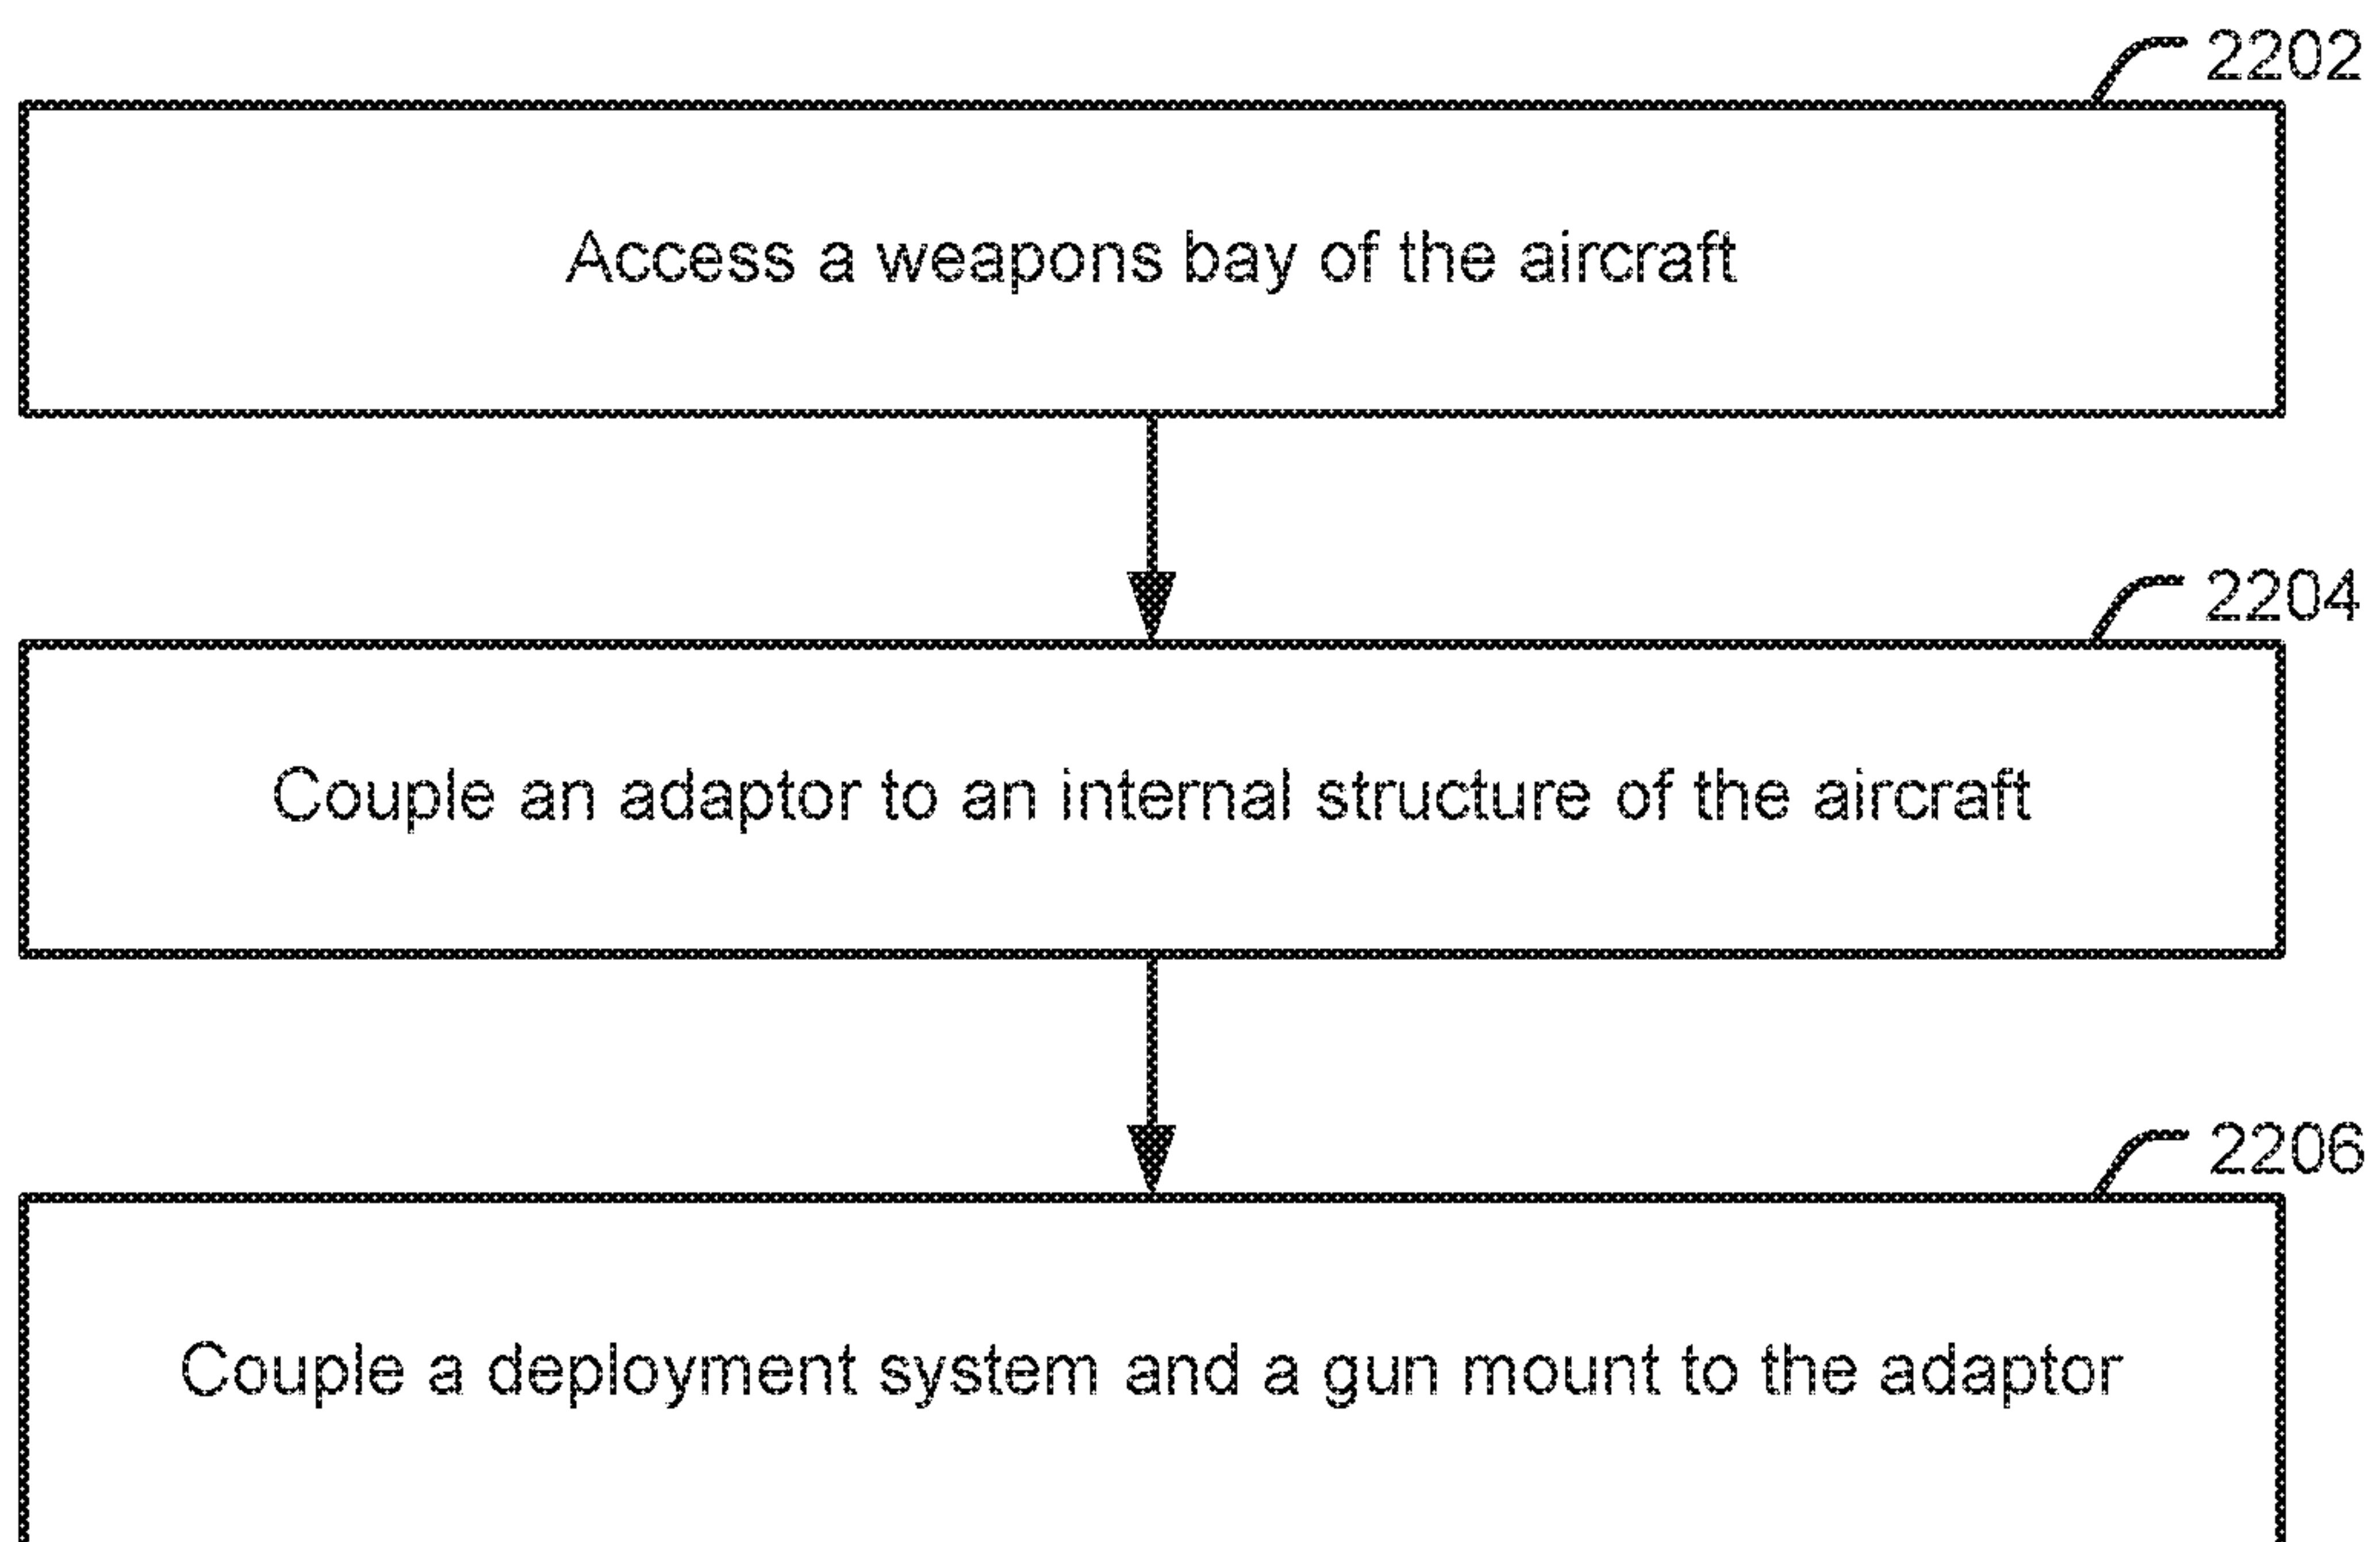 2202
Access a weapons bay of the aircraft
2204
Couple an adaptor to an internal structure of the aircraft
2206
Couple a deployment system and a gun mount to the adaptor